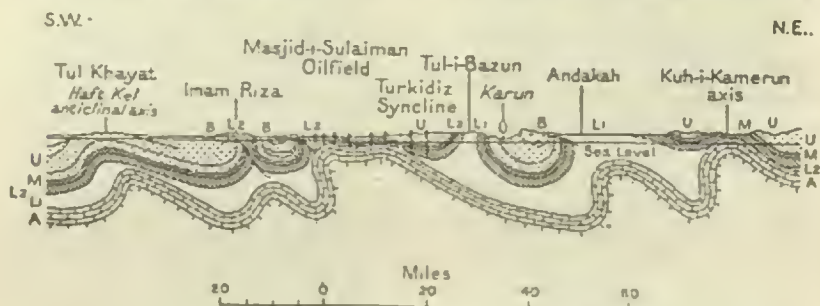 S.W.
N.E..
Masjid-i-Sulaiman
Oilfield
Tul-i-Bazun
Tul Khayat
Haft Kel
anticlinal axis
Imam Riza
Turkidiz
Syncline
Karun
Andakah
Kuh-i-Kamerun
axis
B L2 B L2 U L2 L1 B L1 U M U
Sea Level
U
M
L2
L1
A
U
M
L2
A
Miles
20 0 20 40 60